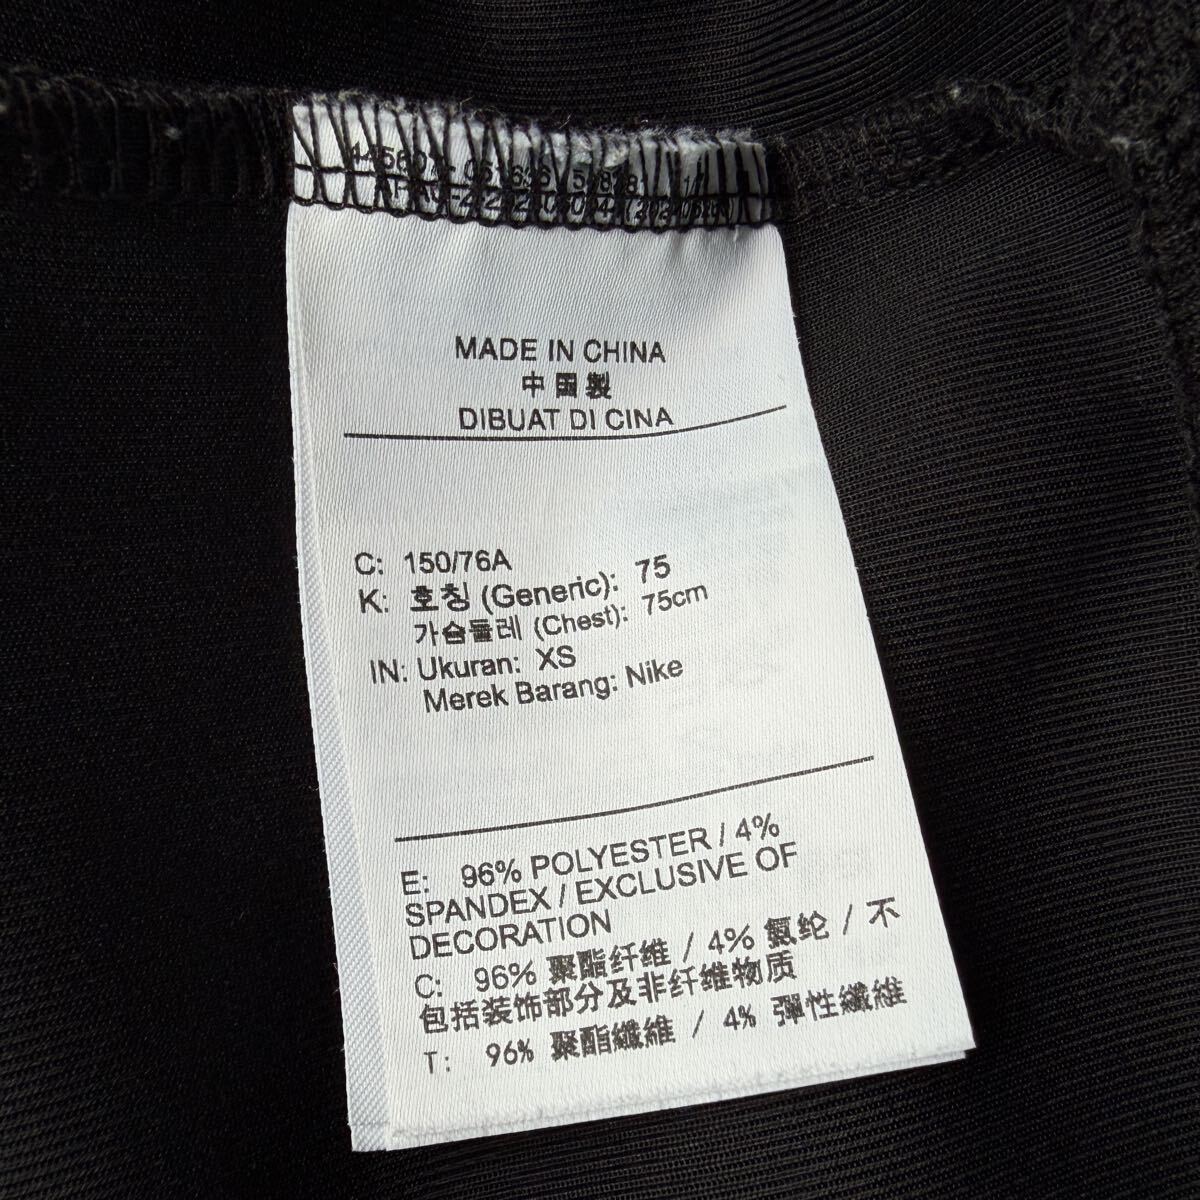 MADE IN CHINA
中国製
DIBUAT DI CINA
C: 150/76A
K: 호칭 (Generic): 75
가슴둘레 (Chest): 75cm
IN: Ukuran: XS
Merek Barang: Nike
E: 96% POLYESTER / 4%
SPANDEX / EXCLUSIVE OF
DECORATION
C: 96% 聚酯纤维 / 4% 氨纶 / 不
包括装饰部分及非纤维物质
T: 96% 聚酯纖維 / 4% 彈性纖維